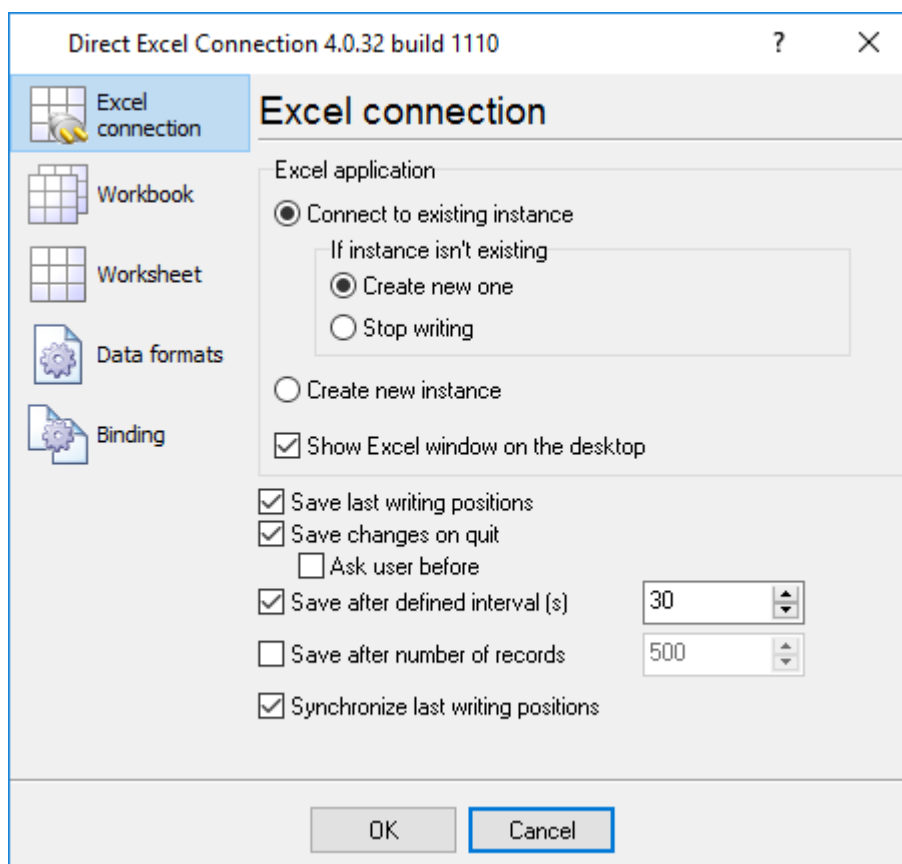 Direct Excel Connection 4.0.32 build 1110
?
Excel
connection
Workbook
Worksheet
Data formats
Binding
Excel connection
Excel application
Connect to existing instance
If instance isn't existing
Create new one
Stop writing
Create new instance
Show Excel window on the desktop
Save last writing positions
Save changes on quit
Ask user before
Save after defined interval (s) 30
Save after number of records 500
Synchronize last writing positions
OK Cancel